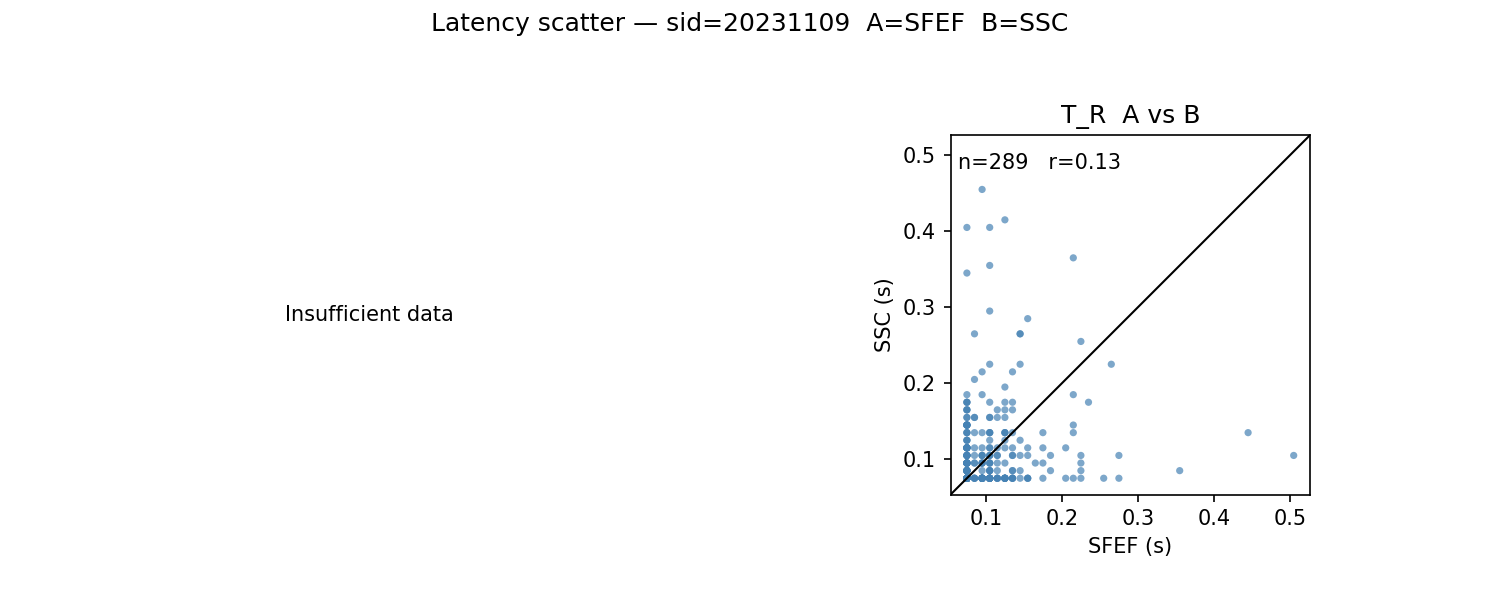 Latency scatter — sid=20231109  A=SFEF  B=SSC
Insufficient data
T_R  A vs B
n=289   r=0.13
0.5
0.4
0.3
0.2
0.1
SSC (s)
0.1 0.2 0.3 0.4 0.5
SFEF (s)